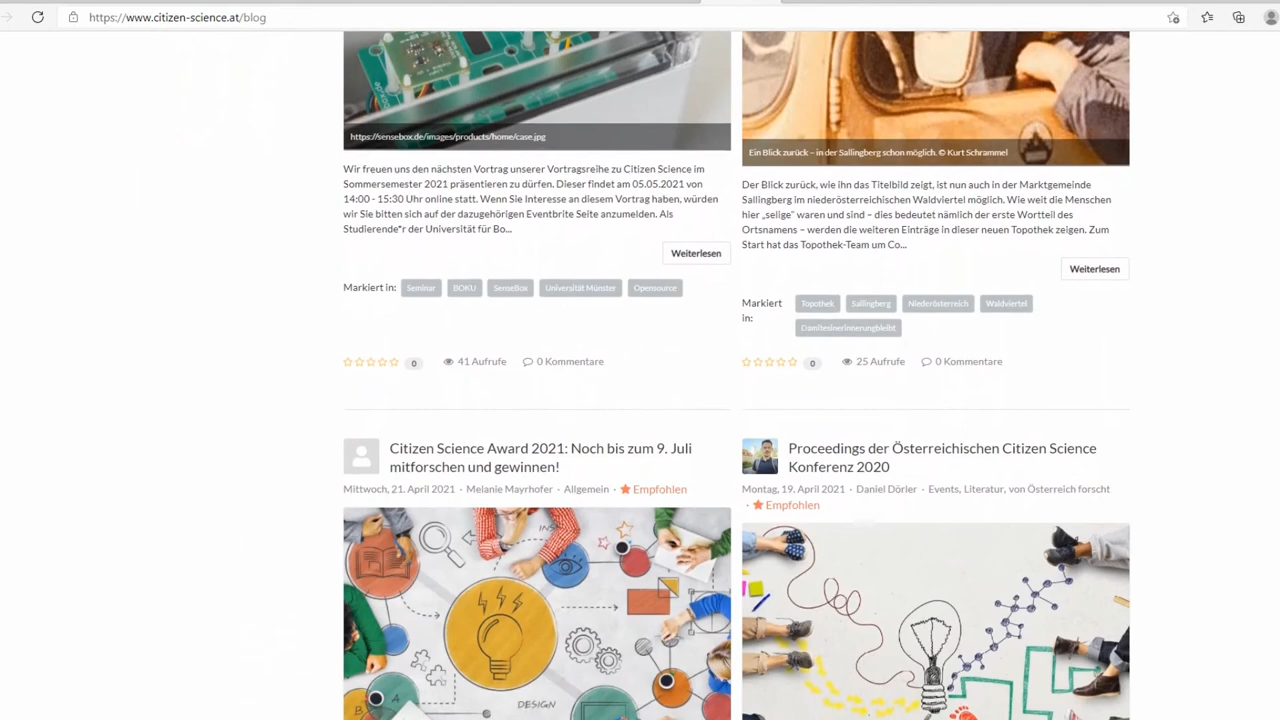 https://www.citizen-science.at/blog
https://sensebox.de/images/products/home/case.jpg
Wir freuen uns den nächsten Vortrag unserer Vortragsreihe zu Citizen Science im
Sommersemester 2021 präsentieren zu dürfen. Dieser findet am 05.05.2021 von
14:00 - 15:30 Uhr online statt. Wenn Sie Interesse an diesem Vortrag haben, würden
wir Sie bitten sich auf der dazugehörigen Eventbrite Seite anzumelden. Als
Studierende*r der Universität für Bo...
Weiterlesen
Markiert in: Seminar BOKU SenseBox Universität Münster Opensource
0 41 Aufrufe 0 Kommentare
Ein Blick zurück – in der Sallingberg schon möglich. © Kurt Schrammel
Der Blick zurück, wie ihn das Titelbild zeigt, ist nun auch in der Marktgemeinde
Sallingberg im niederösterreichischen Waldviertel möglich. Wie weit die Menschen
hier „selige" waren und sind – dies bedeutet nämlich der erste Wortteil des
Ortsnamens – werden die weiteren Einträge in dieser neuen Topothek zeigen. Zum
Start hat das Topothek-Team um Co...
Weiterlesen
Markiert
in:
Topothek Sallingberg Niederösterreich Waldviertel
Damitesinerinnerungbleibt
0 25 Aufrufe 0 Kommentare
Citizen Science Award 2021: Noch bis zum 9. Juli
mitforschen und gewinnen!
Mittwoch, 21. April 2021 · Melanie Mayrhofer · Allgemein · Empfohlen
DESIGN
Proceedings der Österreichischen Citizen Science
Konferenz 2020
Montag, 19. April 2021 · Daniel Dörler · Events, Literatur, von Österreich forscht
· Empfohlen